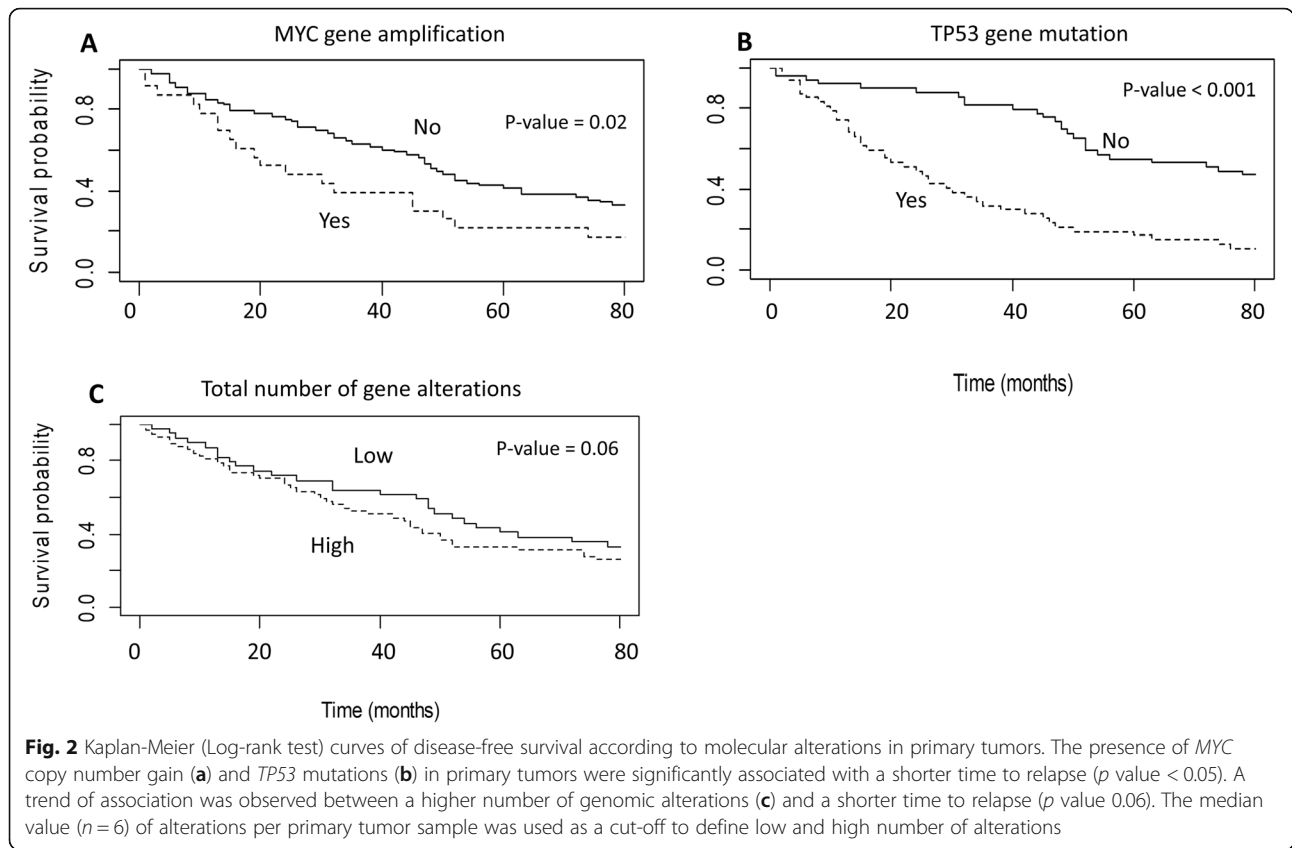 A
MYC gene amplification
Survival probability
0.0 0.4 0.8
No
Yes
P-value = 0.02
0 20 40 60 80
B
TP53 gene mutation
0.0 0.4 0.8
P-value < 0.001
No
Yes
0 20 40 60 80
Time (months)
C
Total number of gene alterations
Survival probability
0.0 0.4 0.8
Low
High
P-value = 0.06
0 20 40 60 80
Time (months)
Fig. 2 Kaplan-Meier (Log-rank test) curves of disease-free survival according to molecular alterations in primary tumors. The presence of MYC
copy number gain (a) and TP53 mutations (b) in primary tumors were significantly associated with a shorter time to relapse (p value < 0.05). A
trend of association was observed between a higher number of genomic alterations (c) and a shorter time to relapse (p value 0.06). The median
value (n = 6) of alterations per primary tumor sample was used as a cut-off to define low and high number of alterations